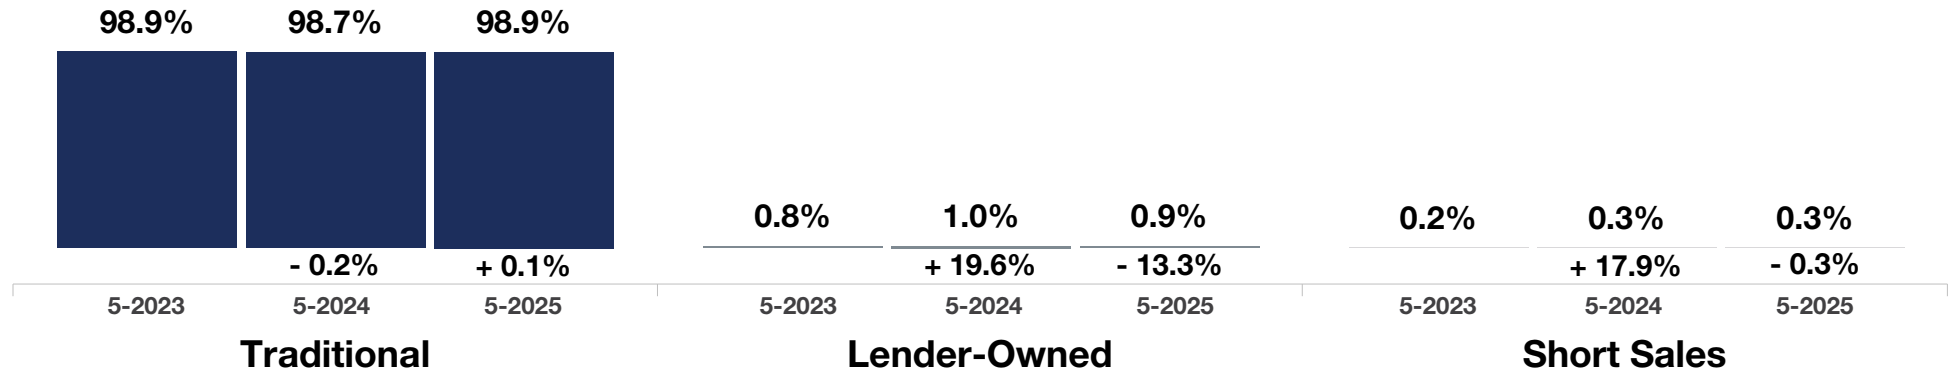 98.9% 98.7% 98.9%
0.8% 1.0% 0.9%
0.2% 0.3% 0.3%
- 0.2% + 0.1%
+ 19.6% - 13.3%
+ 17.9% - 0.3%
5-2023 5-2024 5-2025
5-2023 5-2024 5-2025
5-2023 5-2024 5-2025
Traditional
Lender-Owned
Short Sales